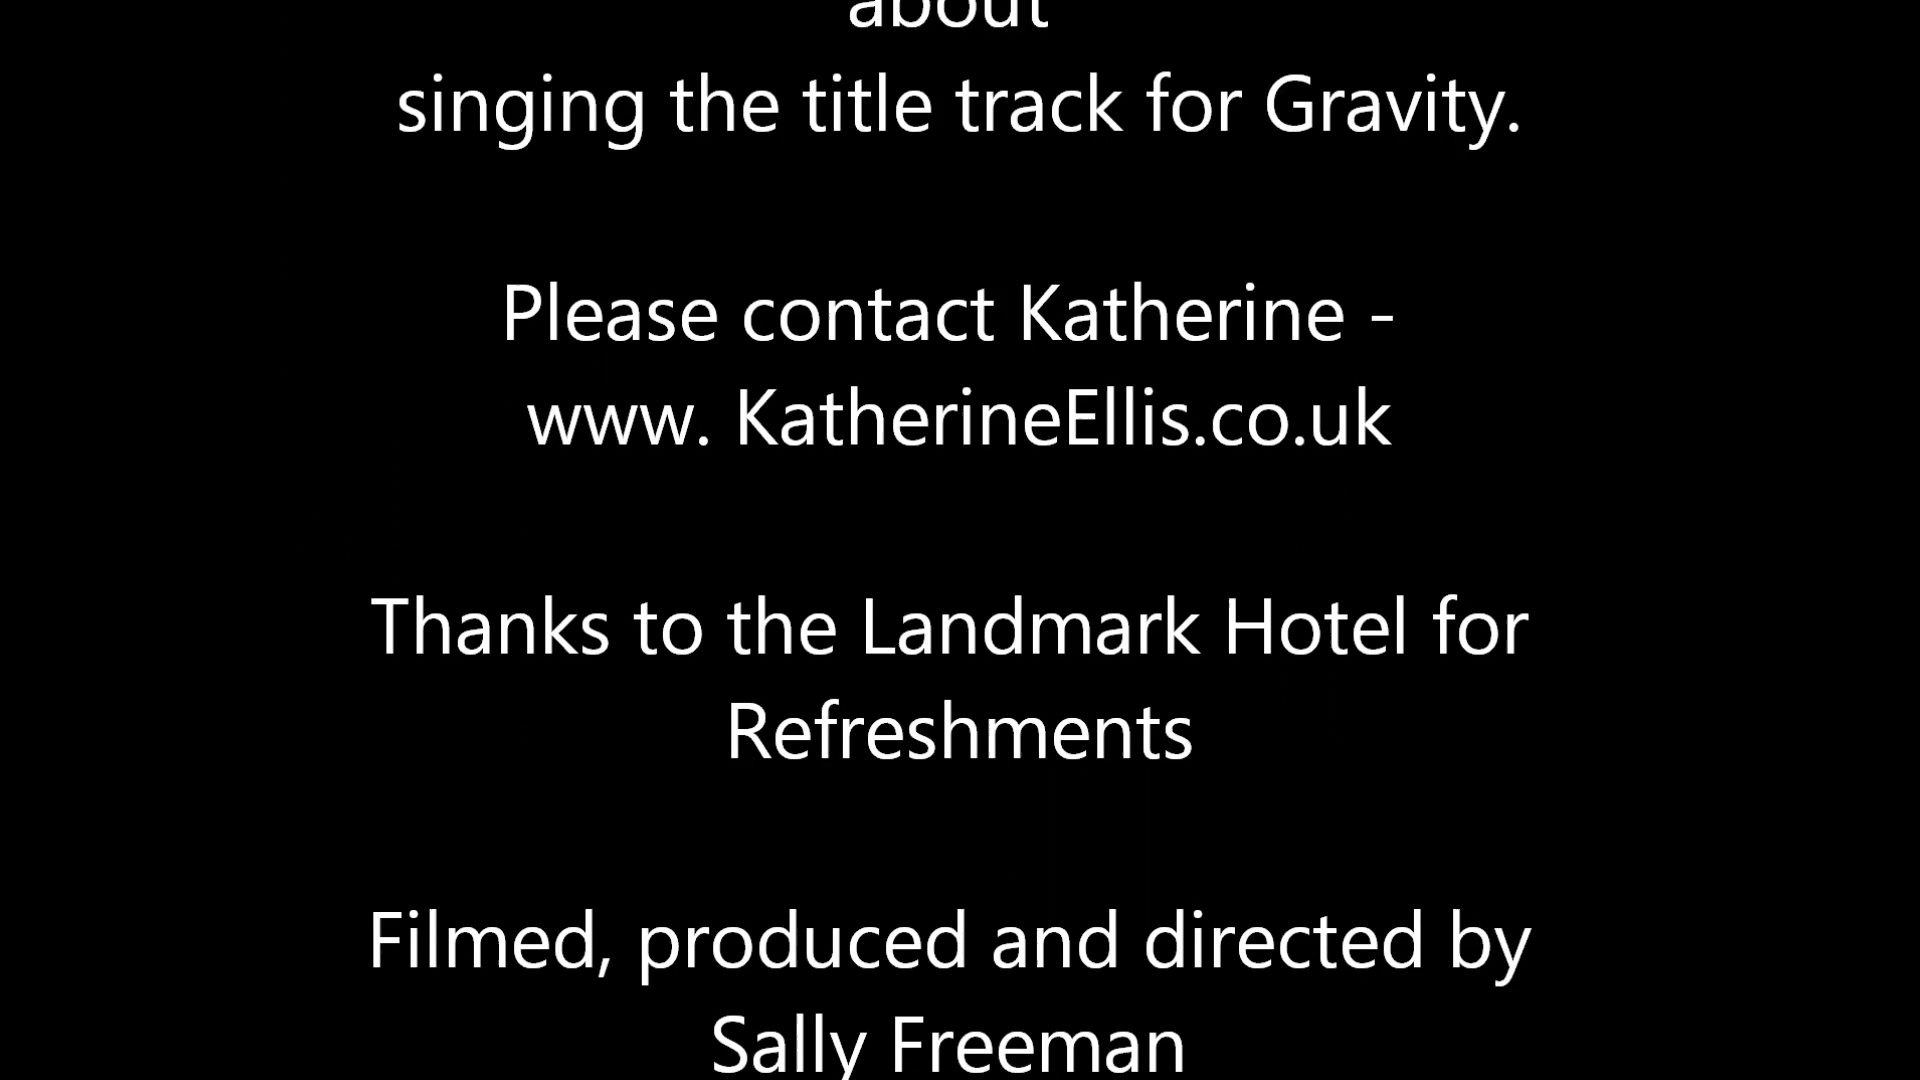 about
singing the title track for Gravity.
Please contact Katherine -
www. KatherineEllis.co.uk
Thanks to the Landmark Hotel for
Refreshments
Filmed, produced and directed by
Sally Freeman